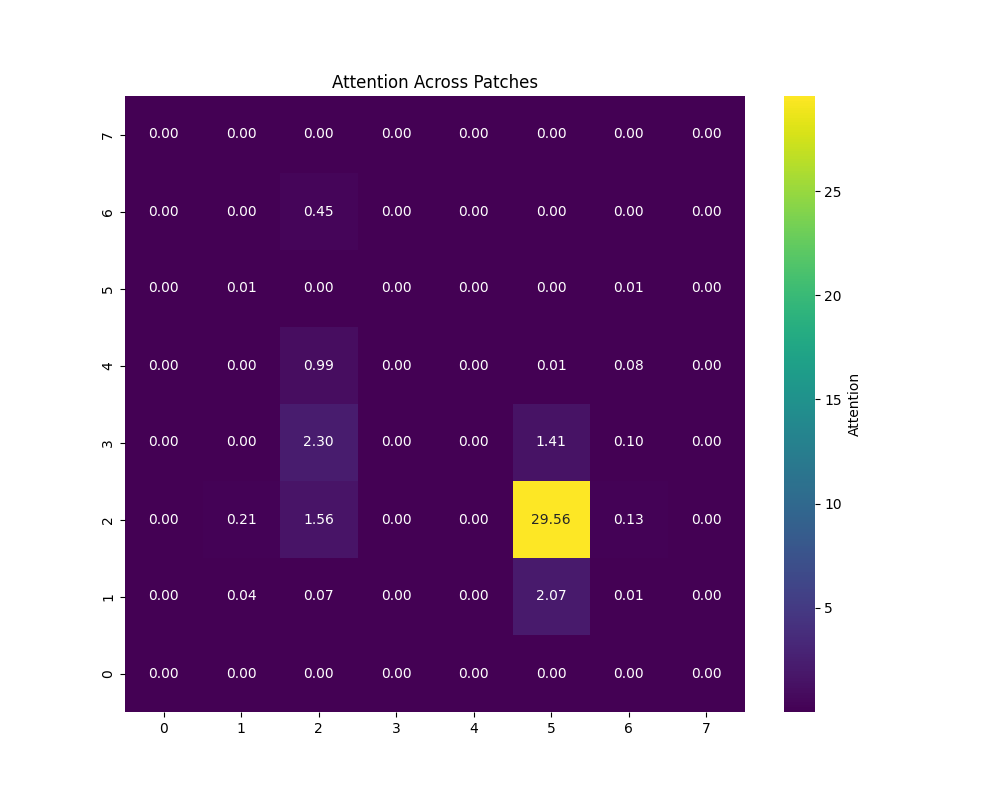 Attention Across Patches
7 0.00 0.00 0.00 0.00 0.00 0.00 0.00 0.00
6 0.00 0.00 0.45 0.00 0.00 0.00 0.00 0.00
5 0.00 0.01 0.00 0.00 0.00 0.00 0.01 0.00
4 0.00 0.00 0.99 0.00 0.00 0.01 0.08 0.00
3 0.00 0.00 2.30 0.00 0.00 1.41 0.10 0.00
2 0.00 0.21 1.56 0.00 0.00 29.56 0.13 0.00
1 0.00 0.04 0.07 0.00 0.00 2.07 0.01 0.00
0 0.00 0.00 0.00 0.00 0.00 0.00 0.00 0.00
0 1 2 3 4 5 6 7
25
20
15
10
5
Attention